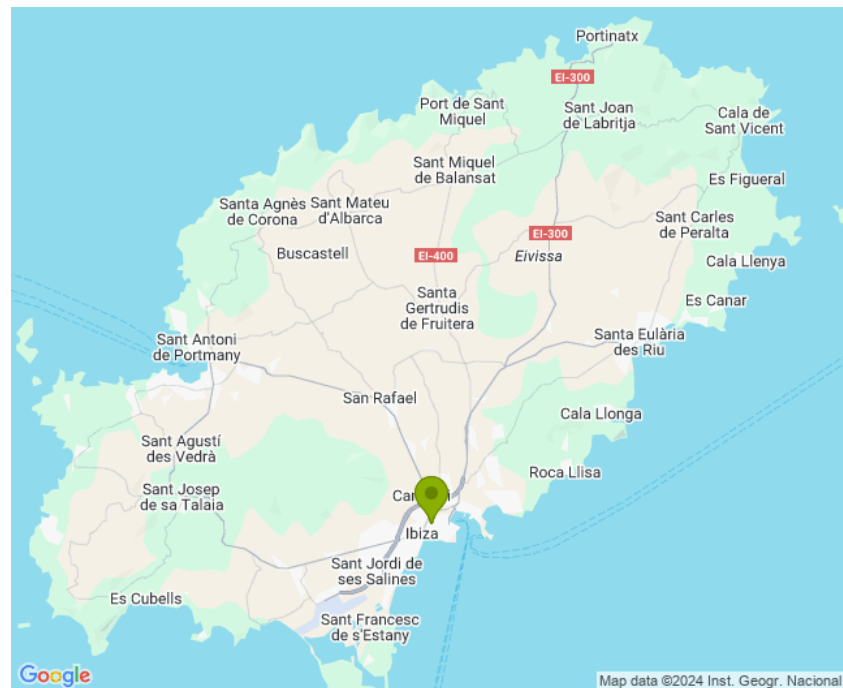 Portinatx
EI-300
Port de Sant
Miquel
Sant Joan
de Labritja
Cala de
Sant Vicent
Sant Miquel
de Balansat
Es Figueral
Santa Agnès
de Corona
Sant Mateu
d'Albarca
Sant Carles
de Peralta
EI-300
Buscastell
EI-400
Eivissa
Cala Llenya
Santa
Gertrudis
de Fruitera
Es Canar
Sant Antoni
de Portmany
Santa Eulària
des Riu
San Rafael
Cala Llonga
Sant Agustí
des Vedrà
Roca Llisa
Sant Josep
de sa Talaia
Ibiza
Sant Jordi de
ses Salines
Es Cubells
Sant Francesc
de s'Estany
Google
Map data ©2024 Inst. Geogr. Nacional